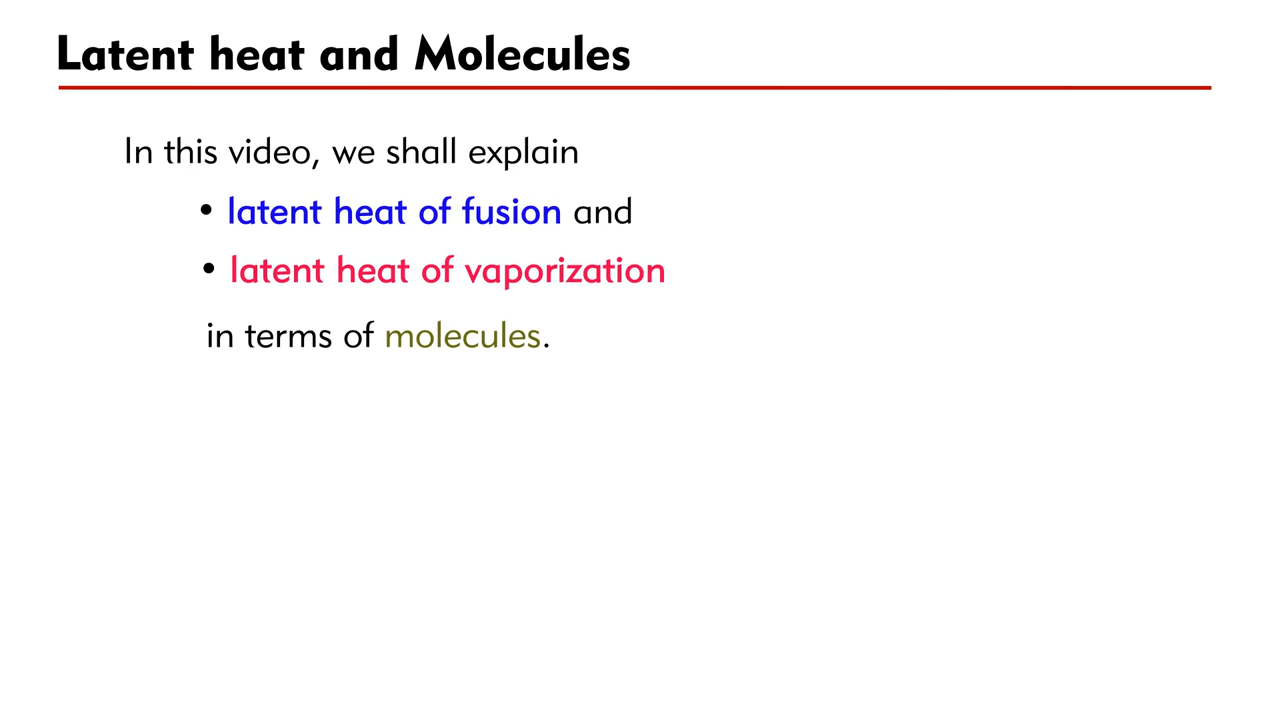 Latent heat and Molecules
In this video, we shall explain
• latent heat of fusion and
• latent heat of vaporization
in terms of molecules.